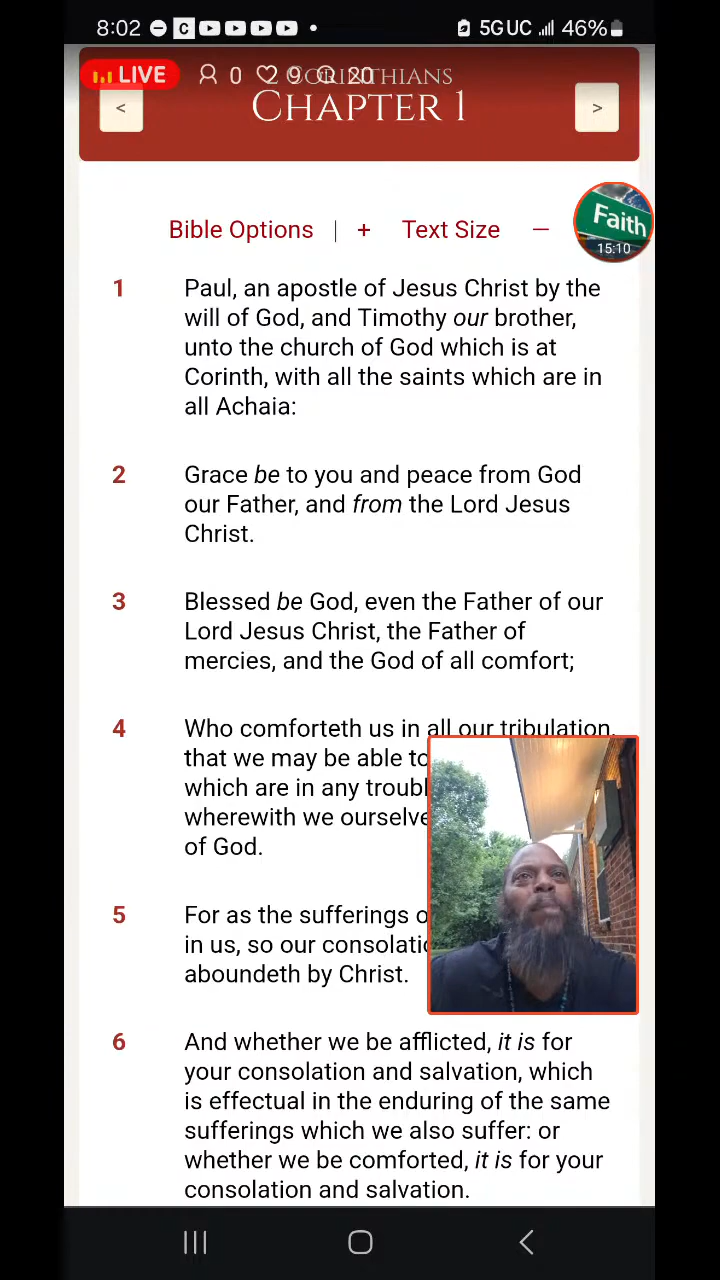 8:02 C 5GUC 46%
LIVE 0 9 20
2 CORINTHIANS
CHAPTER 1
< >
Bible Options | + Text Size —
Faith
15:10
1 Paul, an apostle of Jesus Christ by the
will of God, and Timothy our brother,
unto the church of God which is at
Corinth, with all the saints which are in
all Achaia:
2 Grace be to you and peace from God
our Father, and from the Lord Jesus
Christ.
3 Blessed be God, even the Father of our
Lord Jesus Christ, the Father of
mercies, and the God of all comfort;
4 Who comforteth us in all our tribulation,
that we may be able to
which are in any
wherewith we
of God.
5 For as the sufferings
in us, so our
aboundeth by Christ.
6 And whether we be afflicted, it is for
your consolation and salvation, which
is effectual in the enduring of the same
sufferings which we also suffer: or
whether we be comforted, it is for your
consolation and salvation.